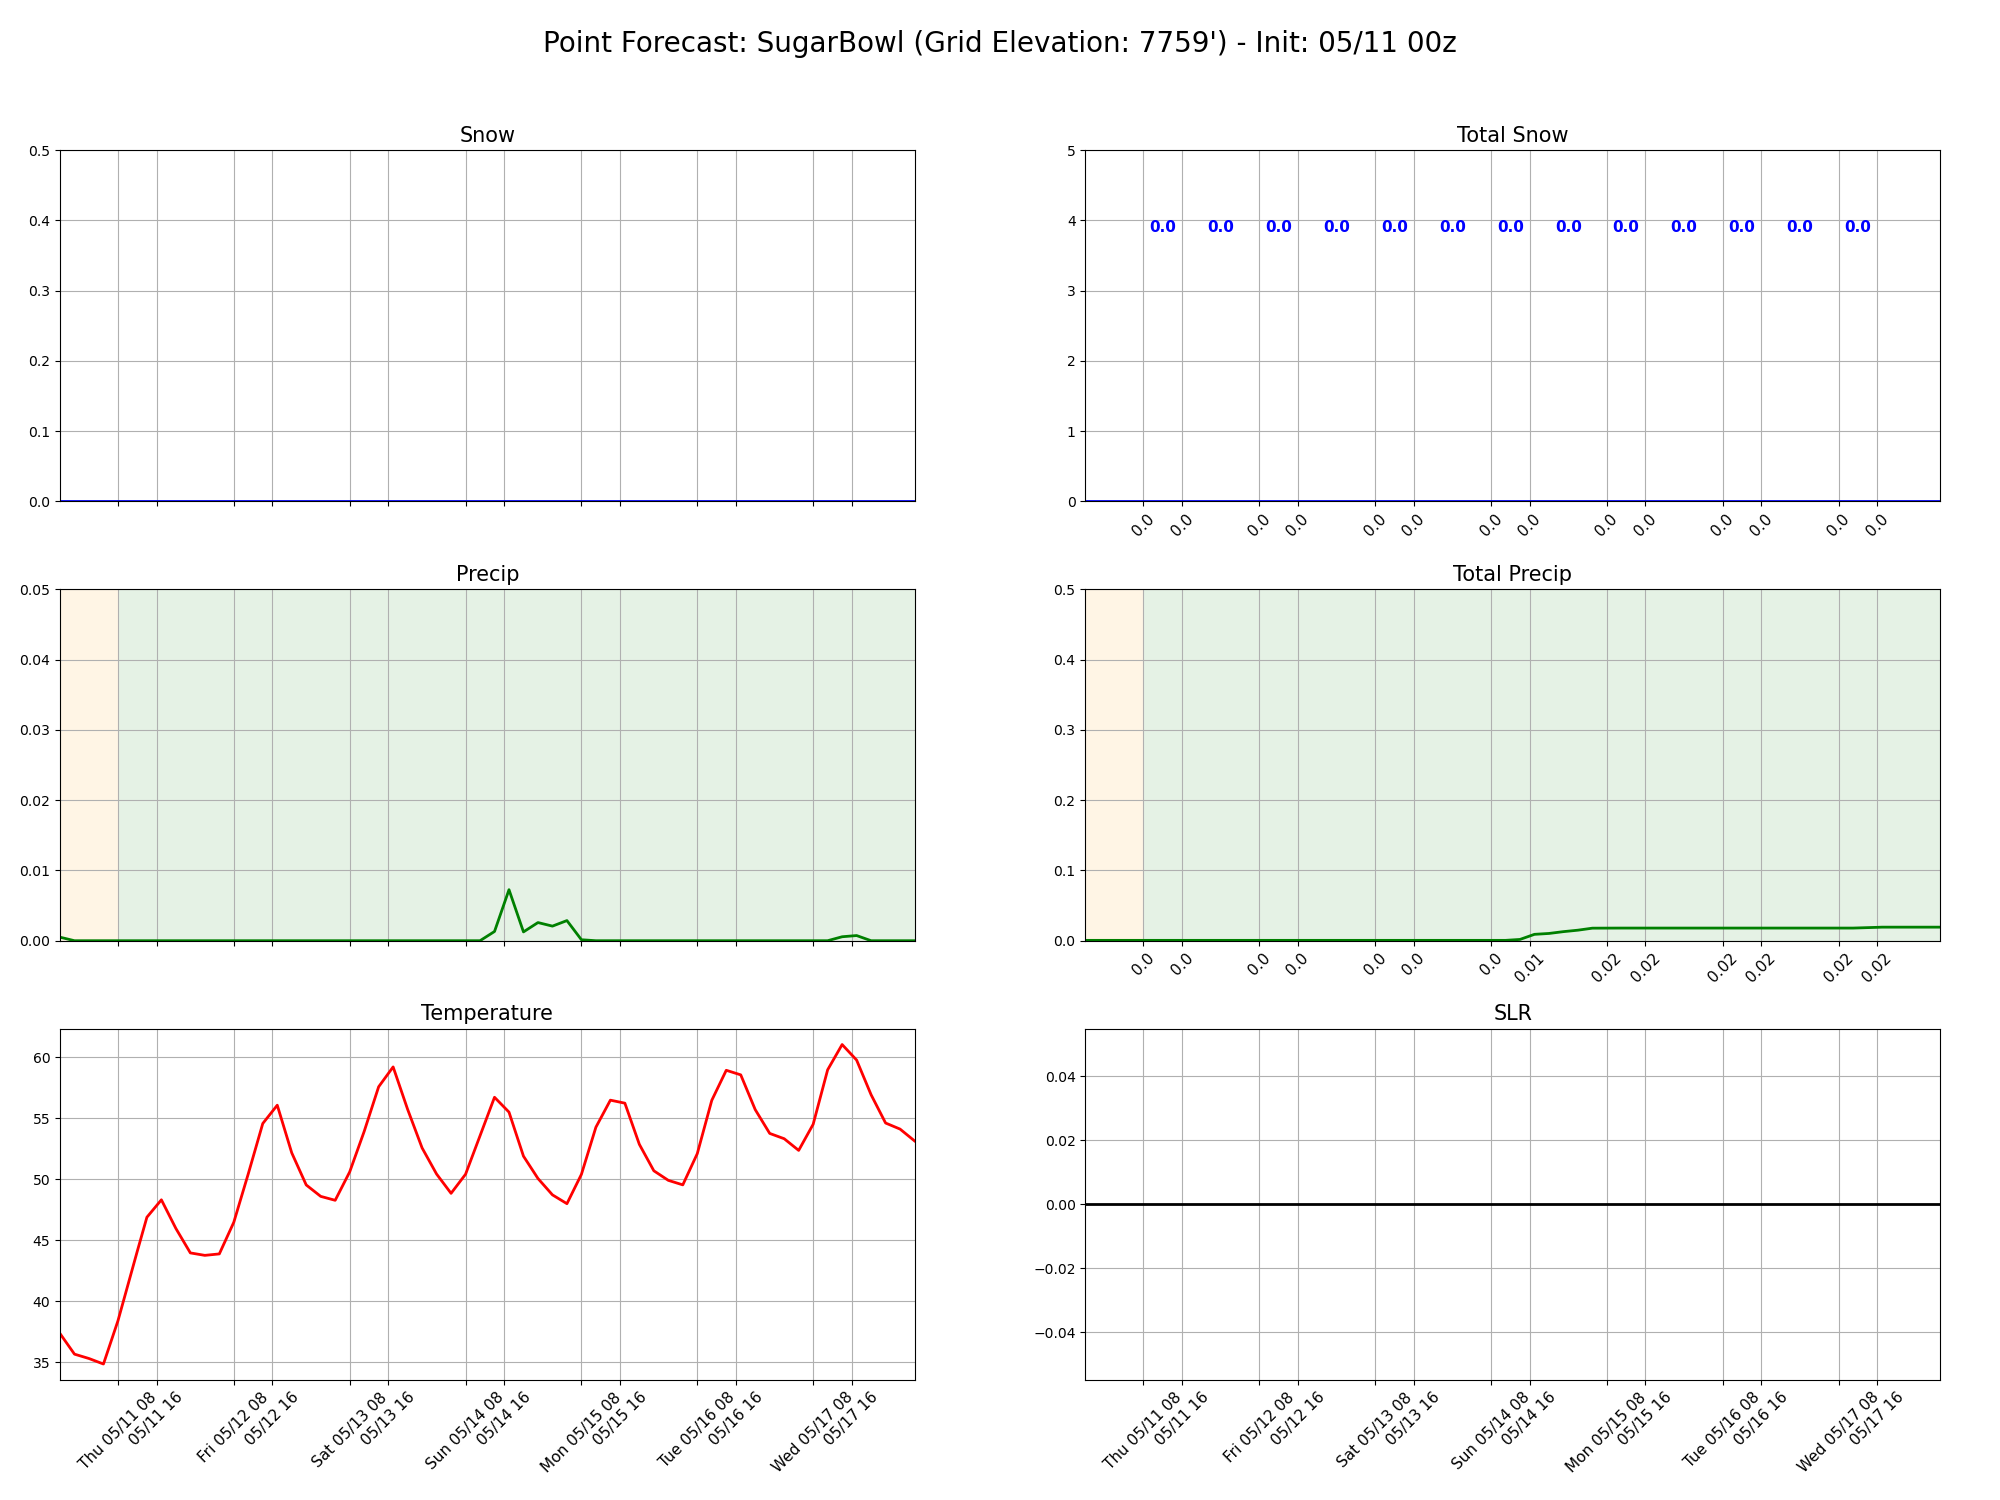 Point Forecast: SugarBowl (Grid Elevation: 7759') - Init: 05/11 00z
Snow
0.5
0.4
0.3
0.2
0.1
0.0
Total Snow
5
4
3
2
1
0
0.0 0.0 0.0 0.0 0.0 0.0 0.0 0.0 0.0 0.0 0.0 0.0 0.0
0.0 0.0 0.0 0.0 0.0 0.0 0.0 0.0 0.0 0.0 0.0 0.0 0.0 0.0
Precip
0.05
0.04
0.03
0.02
0.01
0.00
Total Precip
0.5
0.4
0.3
0.2
0.1
0.0
0.0 0.0 0.0 0.0 0.0 0.0 0.0 0.01 0.02 0.02 0.02 0.02 0.02 0.02
Temperature
60
55
50
45
40
35
Thu 05/11 08
05/11 16
Fri 05/12 08
05/12 16
Sat 05/13 08
05/13 16
Sun 05/14 08
05/14 16
Mon 05/15 08
05/15 16
Tue 05/16 08
05/16 16
Wed 05/17 08
05/17 16
SLR
0.04
0.02
0.00
−0.02
−0.04
Thu 05/11 08
05/11 16
Fri 05/12 08
05/12 16
Sat 05/13 08
05/13 16
Sun 05/14 08
05/14 16
Mon 05/15 08
05/15 16
Tue 05/16 08
05/16 16
Wed 05/17 08
05/17 16